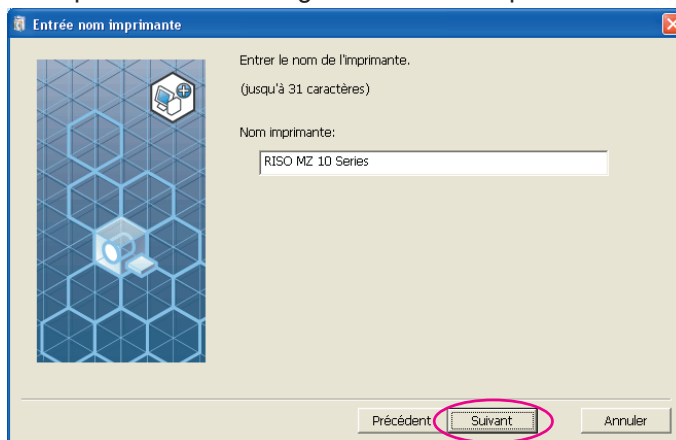 Entrée nom imprimante
Entrer le nom de l'imprimante.
(jusqu'à 31 caractères)
Nom imprimante:
RISO MZ 10 Series
Précédent Suivant Annuler